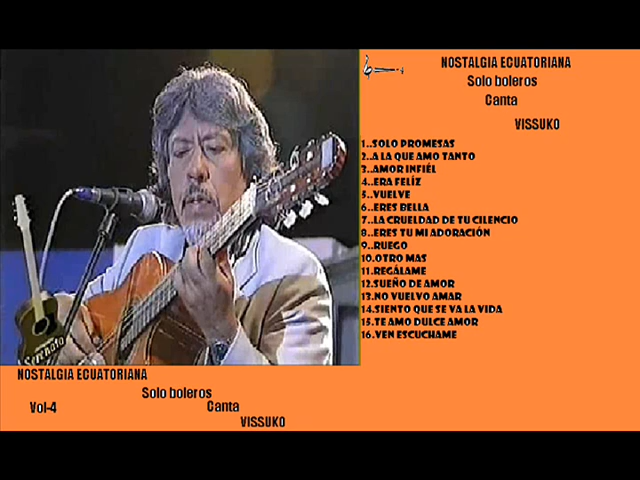 NOSTALGIA ECUATORIANA
Solo boleros
Canta
VISSUKO
1..SOLO PROMESAS
2..A LA QUE AMO TANTO
3..AMOR INFIÉL
4..ERA FELÍZ
5..VUELVE
6..ERES BELLA
7..LA CRUELDAD DE TU CILENCIO
8..ERES TU MI ADORACIÓN
9..RUEGO
10.OTRO MAS
11.REGÁLAME
12.SUEÑO DE AMOR
13.NO VUELVO AMAR
14.SIENTO QUE SE VA LA VIDA
15.TE AMO DULCE AMOR
16.VEN ESCUCHAME
Serenata
NOSTALGIA ECUATORIANA
Solo boleros
Vol-4
Canta
VISSUKO